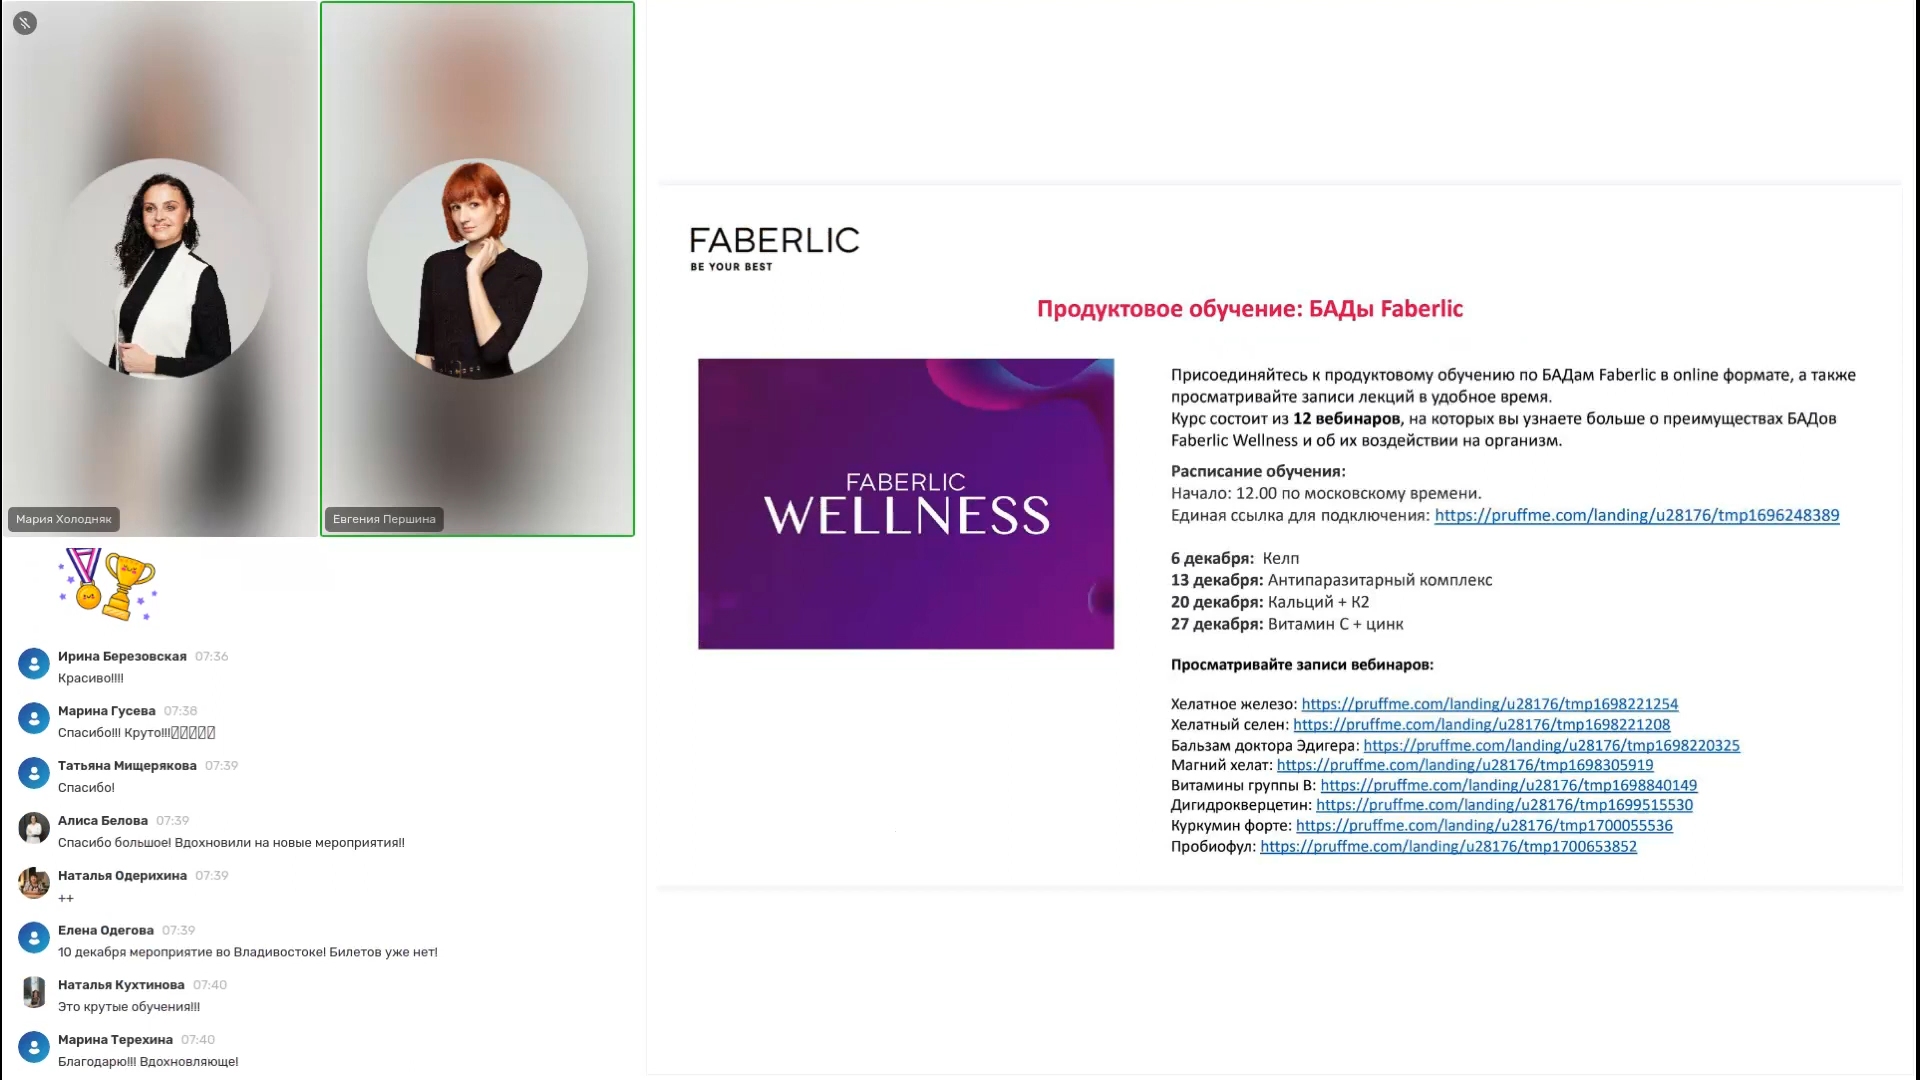 Мария Холодняк
Евгения Першина
Ирина Березовская 07:36
Красиво!!!!
Марина Гусева 07:38
Спасибо!!! Круто!!!
Татьяна Мищерякова 07:39
Спасибо!
Алиса Белова 07:39
Спасибо большое! Вдохновили на новые мероприятия!!
Наталья Одерихина 07:39
++
Елена Одегова 07:39
10 декабря мероприятие во Владивостоке! Билетов уже нет!
Наталья Кухтинова 07:40
Это крутые обучения!!!
Марина Терехина 07:40
Благодарю!!! Вдохновляюще!
FABERLIC
BE YOUR BEST
Продуктовое обучение: БАДы Faberlic
FABERLIC
WELLNESS
Присоединяйтесь к продуктовому обучению по БАДам Faberlic в online формате, а также
просматривайте записи лекций в удобное время.
Курс состоит из 12 вебинаров, на которых вы узнаете больше о преимуществах БАДов
Faberlic Wellness и об их воздействии на организм.
Расписание обучения:
Начало: 12.00 по московскому времени.
Единая ссылка для подключения: https://pruffme.com/landing/u28176/tmp1696248389
6 декабря: Келп
13 декабря: Антипаразитарный комплекс
20 декабря: Кальций + К2
27 декабря: Витамин С + цинк
Просматривайте записи вебинаров:
Хелатное железо: https://pruffme.com/landing/u28176/tmp1698221254
Хелатный селен: https://pruffme.com/landing/u28176/tmp1698221208
Бальзам доктора Эдигера: https://pruffme.com/landing/u28176/tmp1698220325
Магний хелат: https://pruffme.com/landing/u28176/tmp1698305919
Витамины группы В: https://pruffme.com/landing/u28176/tmp1698840149
Дигидрокверцетин: https://pruffme.com/landing/u28176/tmp1699515530
Куркумин форте: https://pruffme.com/landing/u28176/tmp1700055536
Пробиофул: https://pruffme.com/landing/u28176/tmp1700653852